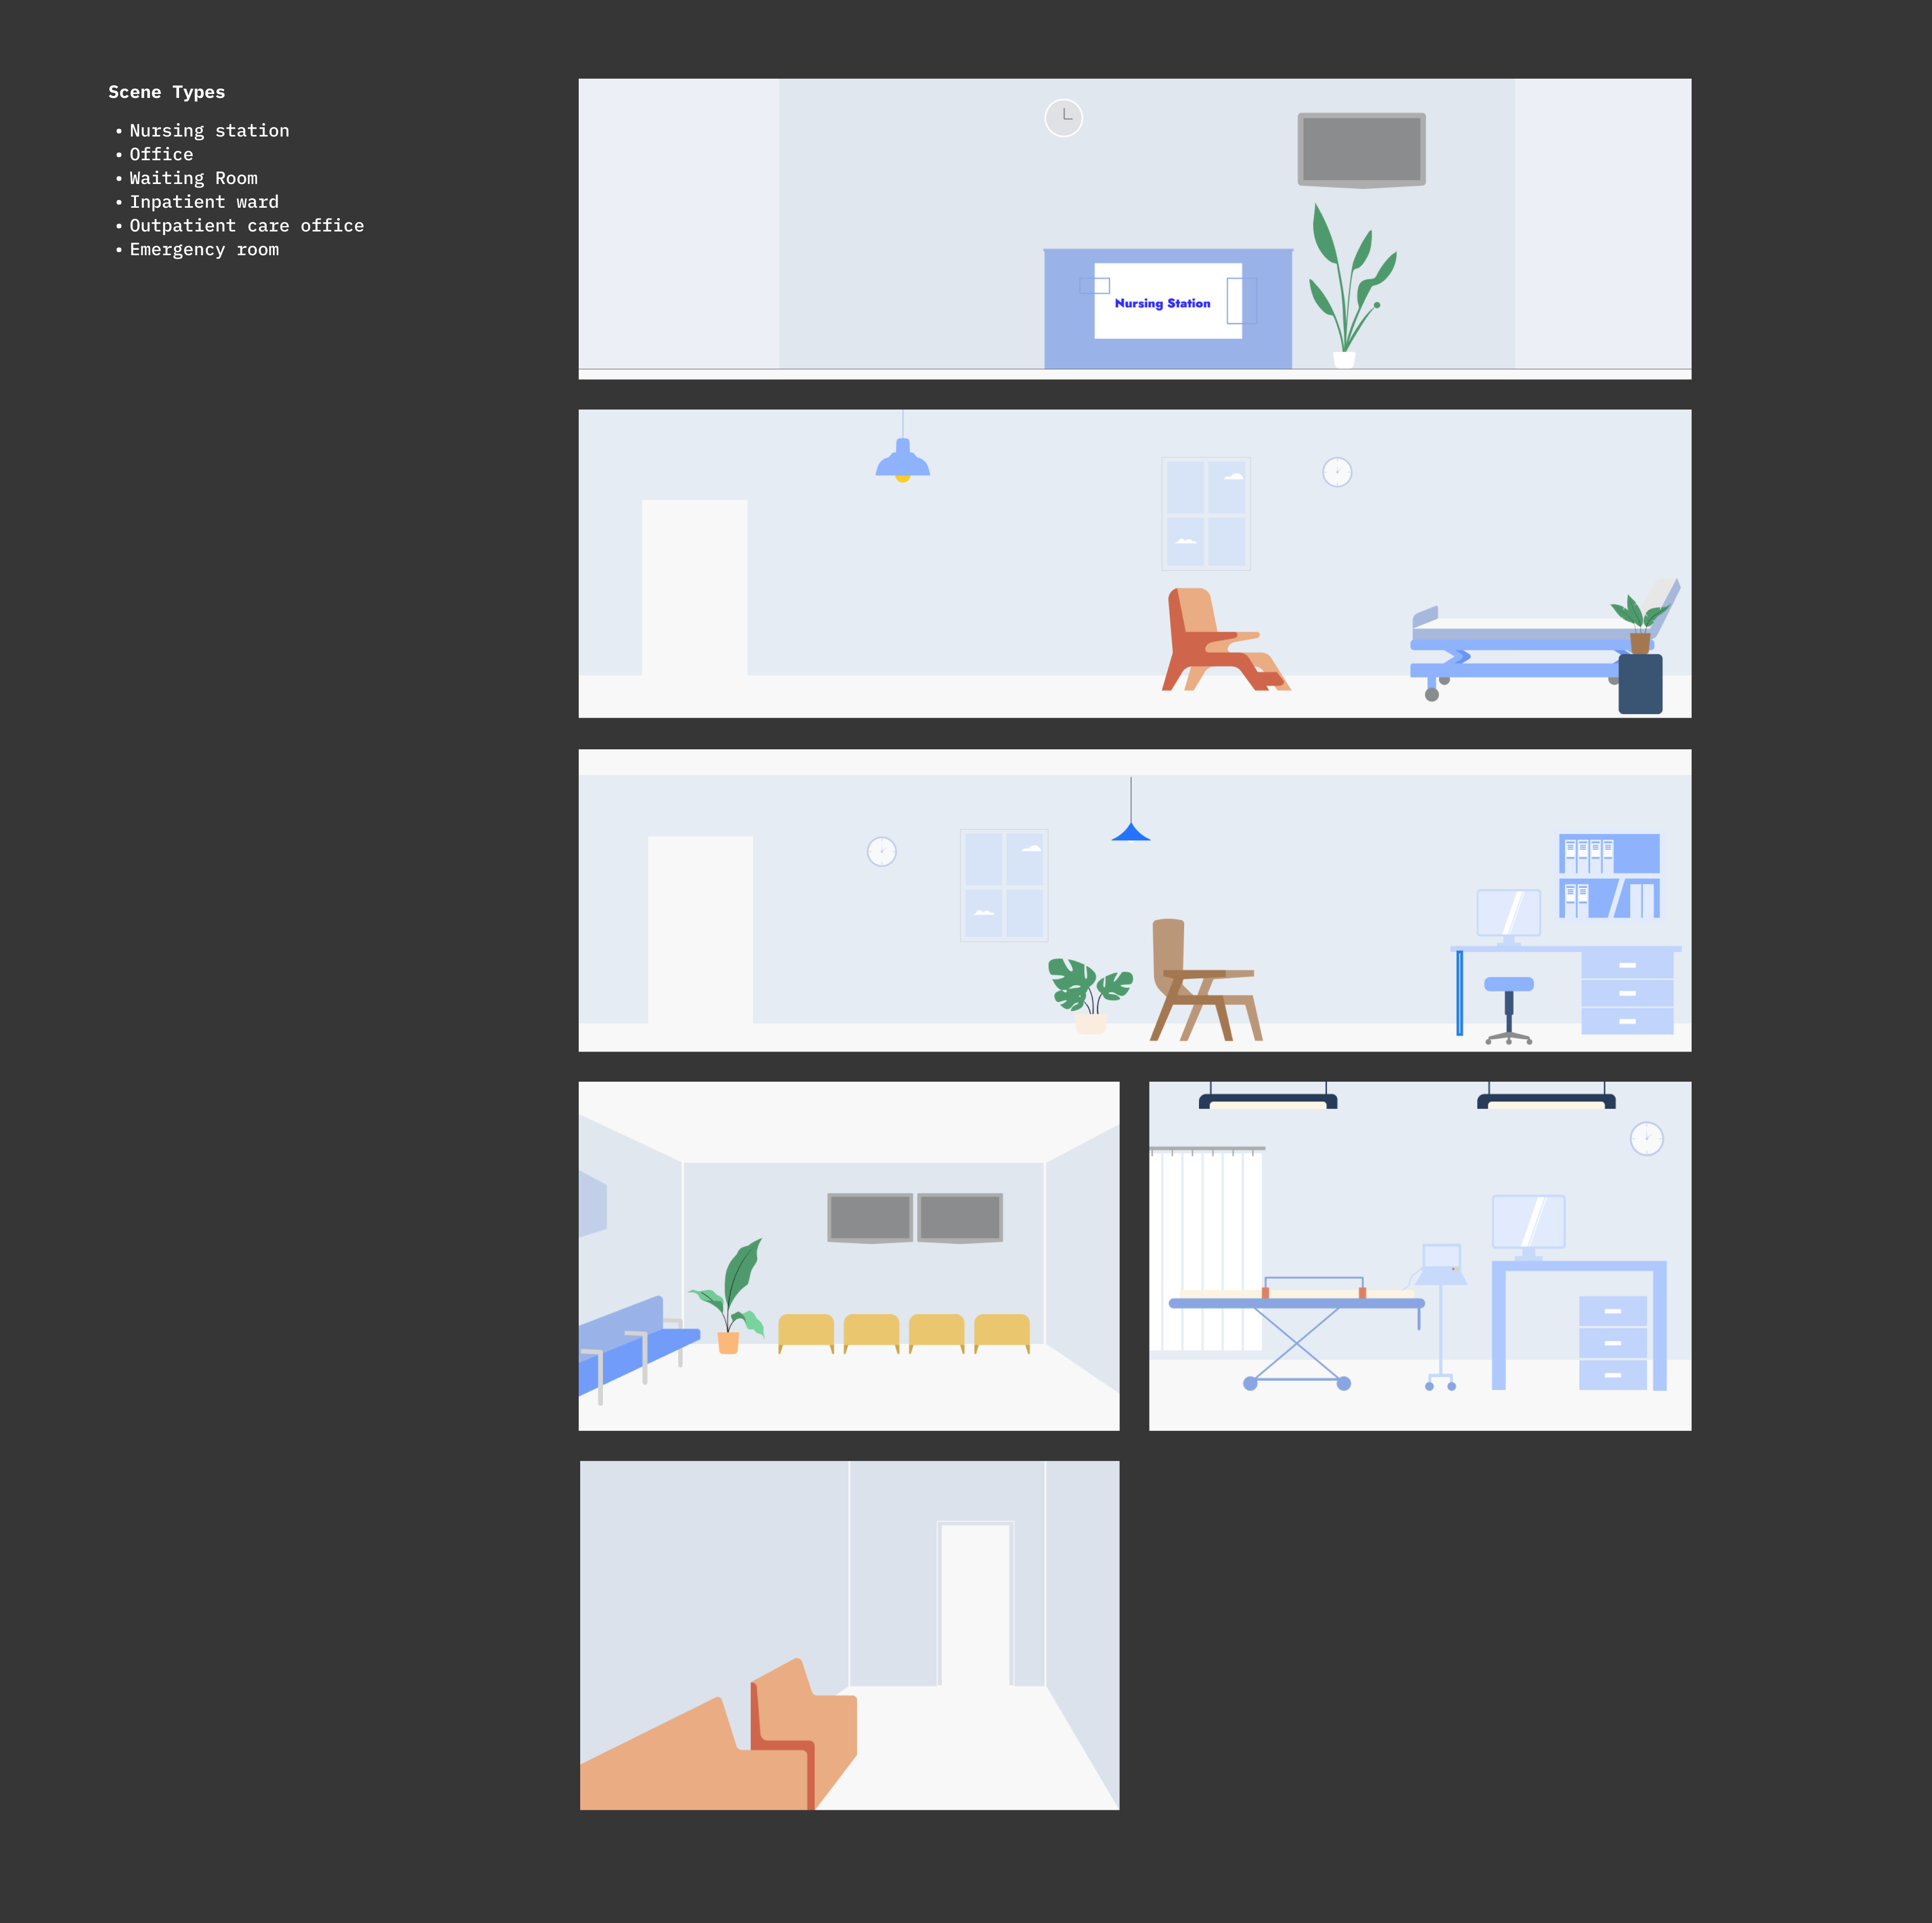 Scene Types
• Nursing station
• Office
• Waiting Room
• Inpatient ward
• Outpatient care office
• Emergency room
Nursing Station